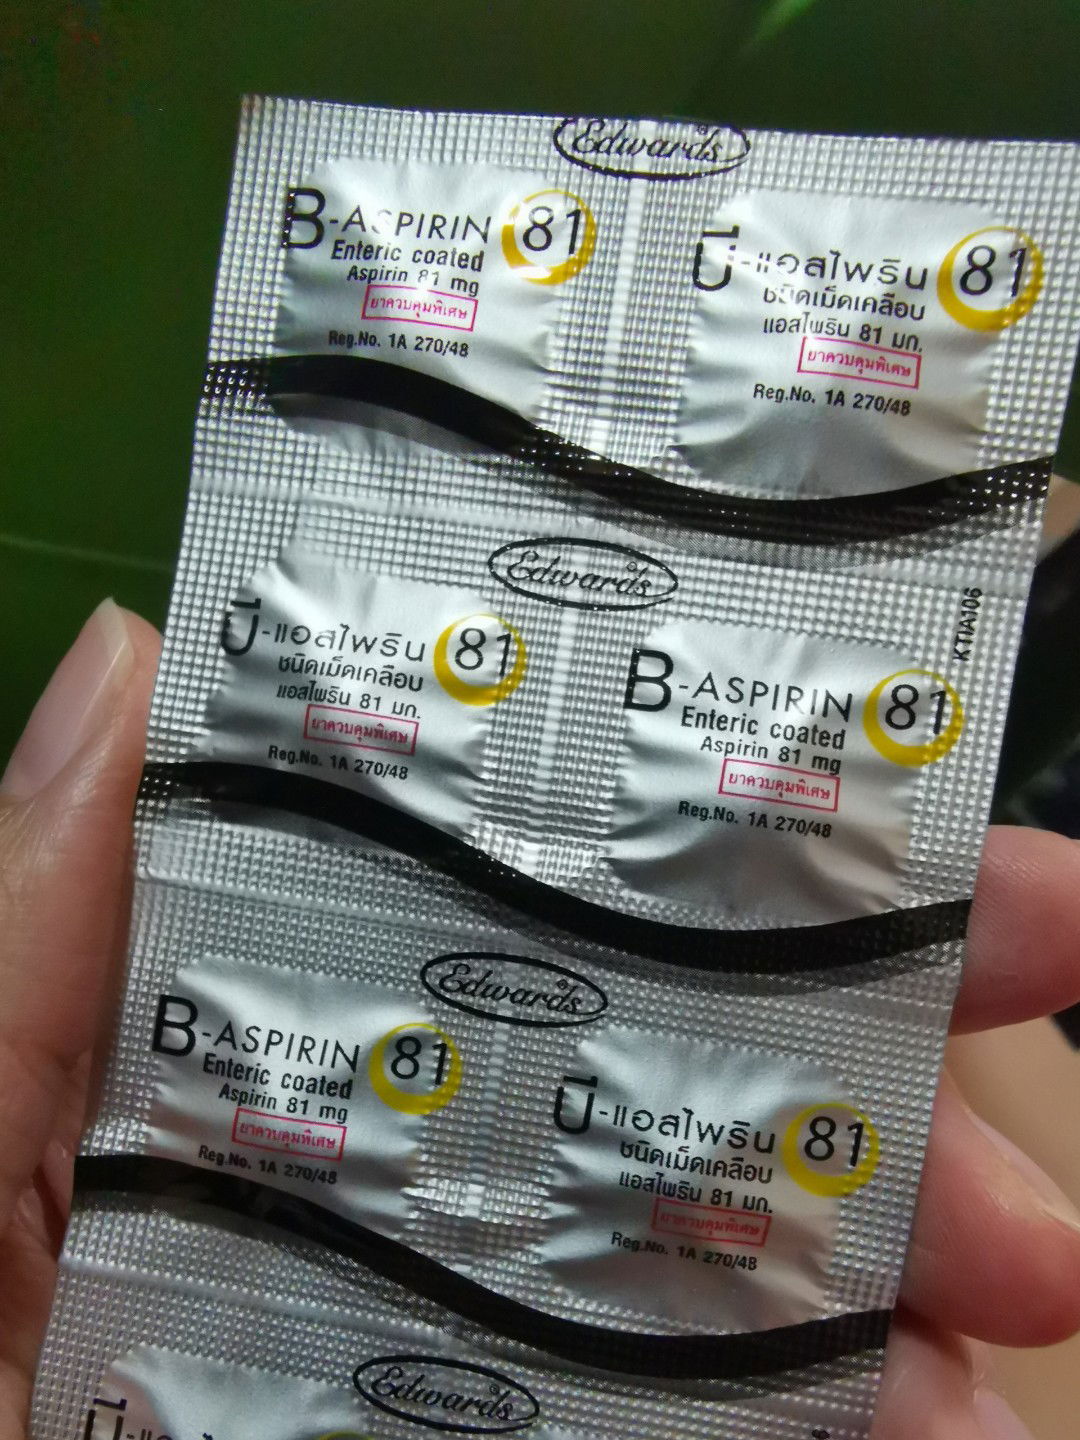 Edwards
B-ASPIRIN 81
Enteric coated
Aspirin 81 mg
ยาควบคุมพิเศษ
Reg.No. 1A 270/48
บี-แอสไพริน 81
ชนิดเม็ดเคลือบ
แอสไพริน 81 มก.
ยาควบคุมพิเศษ
Reg.No. 1A 270/48
Edwards
บี-แอสไพริน 81
ชนิดเม็ดเคลือบ
แอสไพริน 81 มก.
ยาควบคุมพิเศษ
Reg.No. 1A 270/48
B-ASPIRIN 81
Enteric coated
Aspirin 81 mg
ยาควบคุมพิเศษ
Reg.No. 1A 270/48
KTIA106
Edwards
B-ASPIRIN 81
Enteric coated
Aspirin 81 mg
ยาควบคุมพิเศษ
Reg.No. 1A 270/48
บี-แอสไพริน 81
ชนิดเม็ดเคลือบ
แอสไพริน 81 มก.
ยาควบคุมพิเศษ
Reg.No. 1A 270/48
Edwards